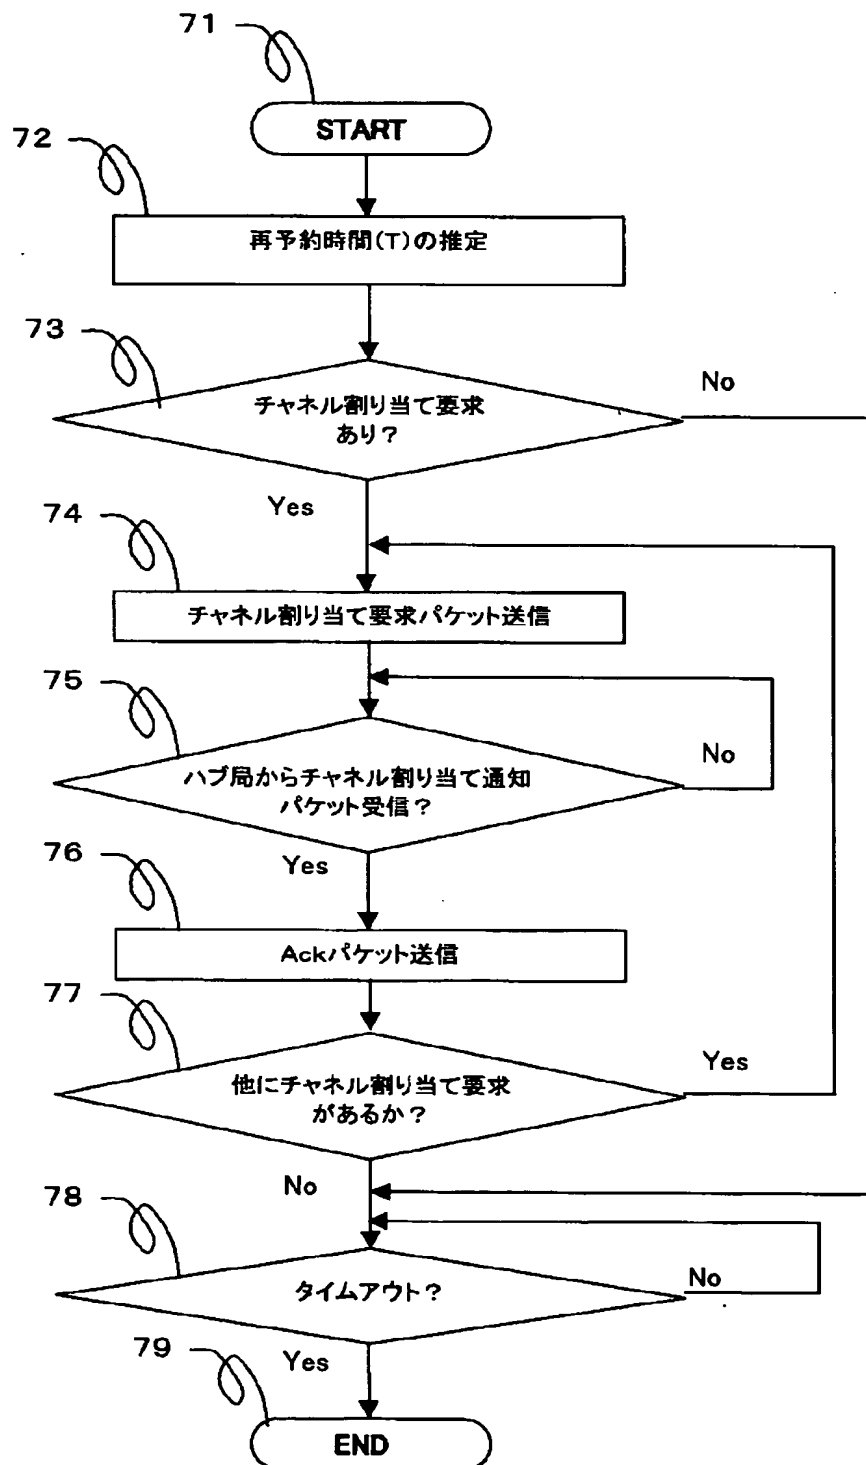 71
START
72
再予約時間(T)の推定
73
チャネル割り当て要求
あり?
No
Yes
74
チャネル割り当て要求パケット送信
75
ハブ局からチャネル割り当て通知
パケット受信?
No
Yes
76
Ackパケット送信
77
他にチャネル割り当て要求
があるか?
Yes
No
78
タイムアウト?
No
Yes
79
END